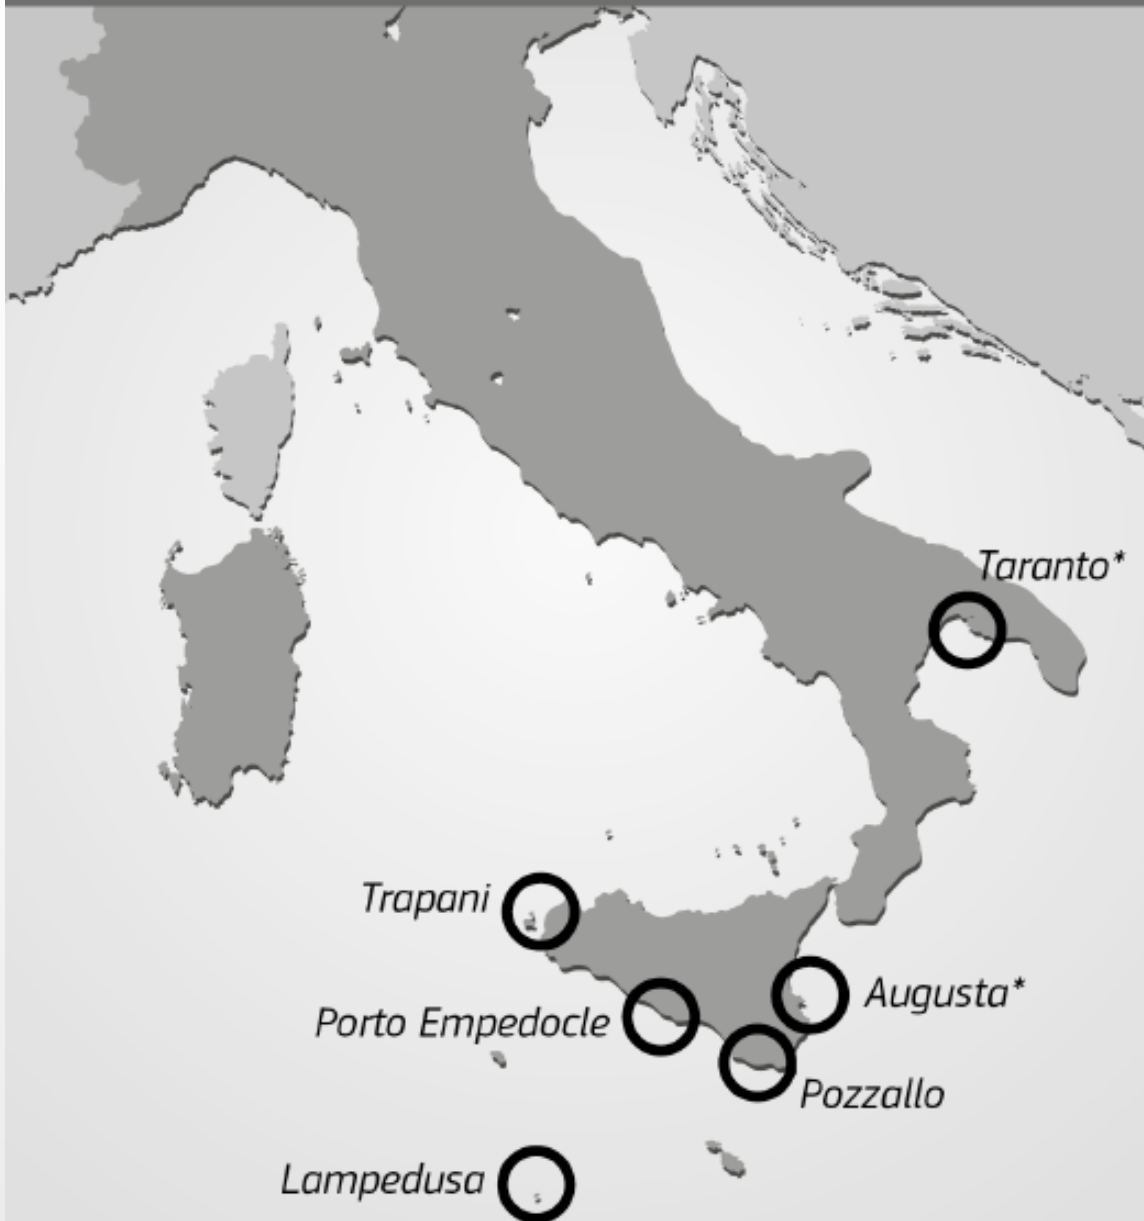 Taranto*
Trapani
Augusta*
Porto Empedocle
Pozzallo
Lampedusa